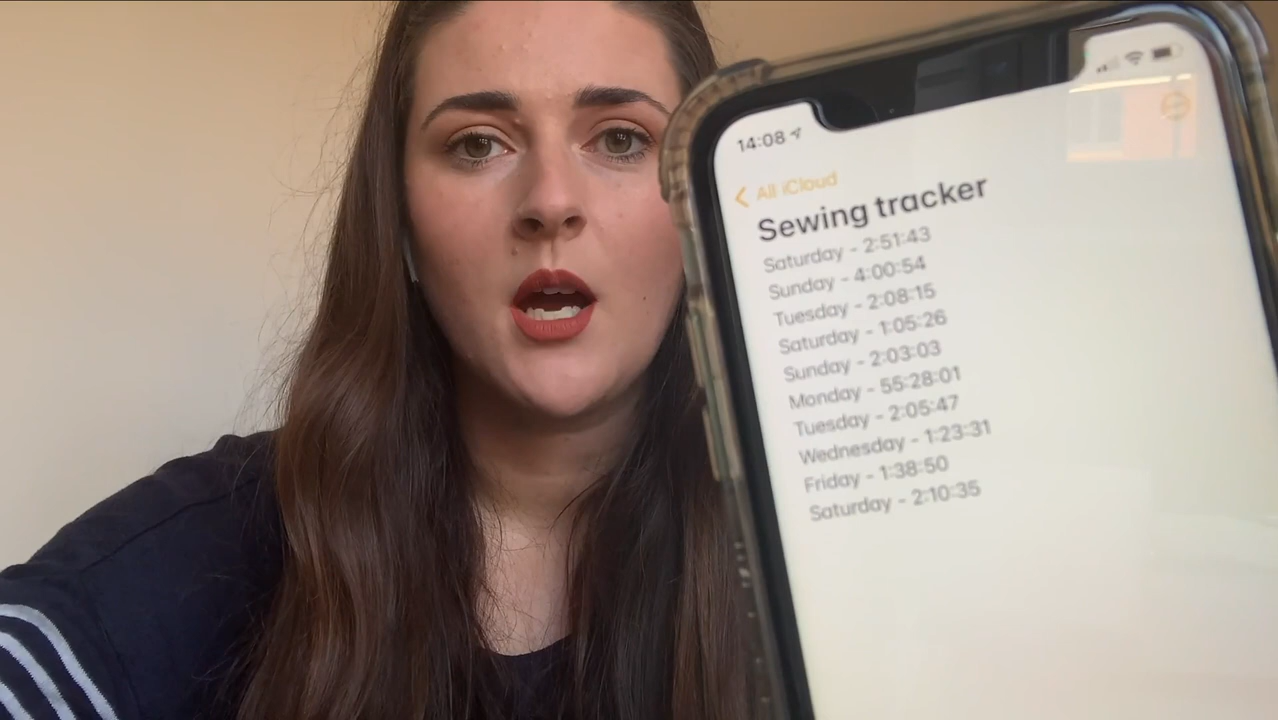 14:08
All iCloud
Sewing tracker
Saturday - 2:51:43
Sunday - 4:00:54
Tuesday - 2:08:15
Saturday - 1:05:26
Sunday - 2:03:03
Monday - 55:28:01
Tuesday - 2:05:47
Wednesday - 1:23:31
Friday - 1:38:50
Saturday - 2:10:35